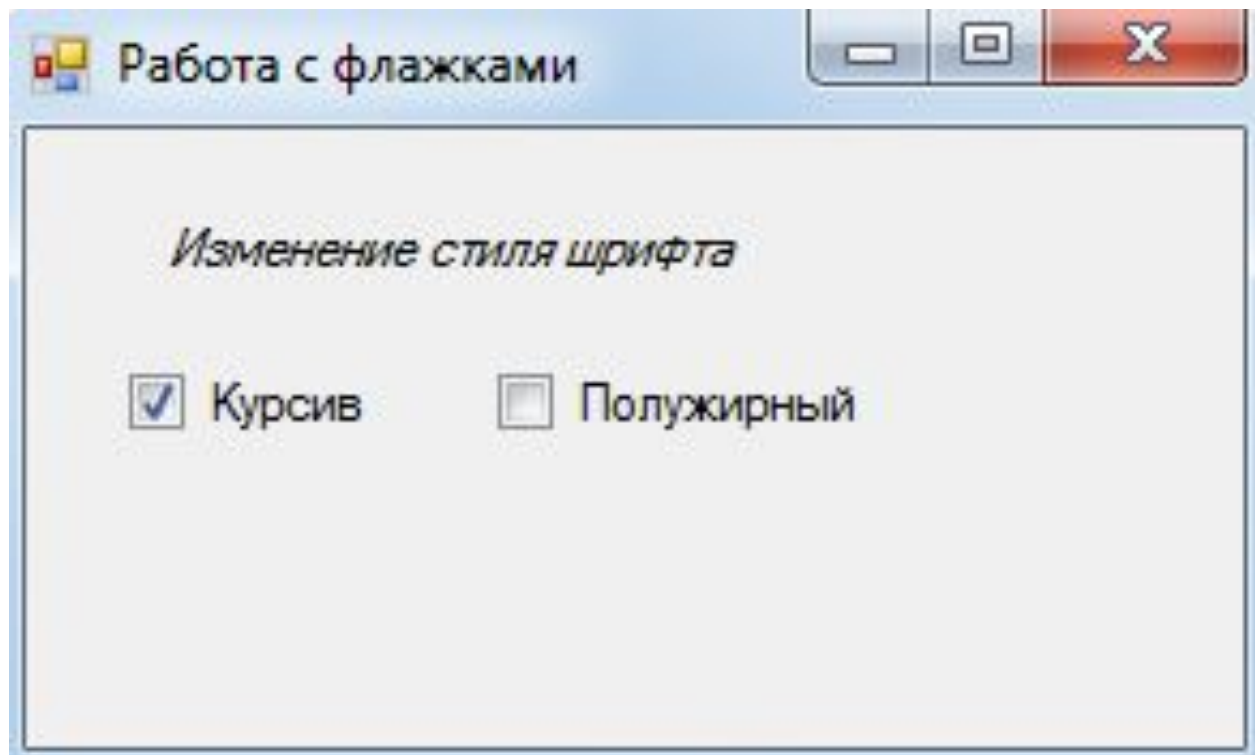 Работа с флажками
Изменение стиля шрифта
Курсив Полужирный